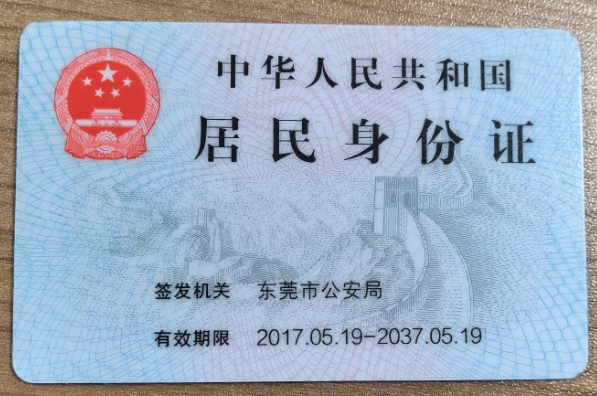 中华人民共和国
居民身份证
签发机关 东莞市公安局
有效期限 2017.05.19-2037.05.19